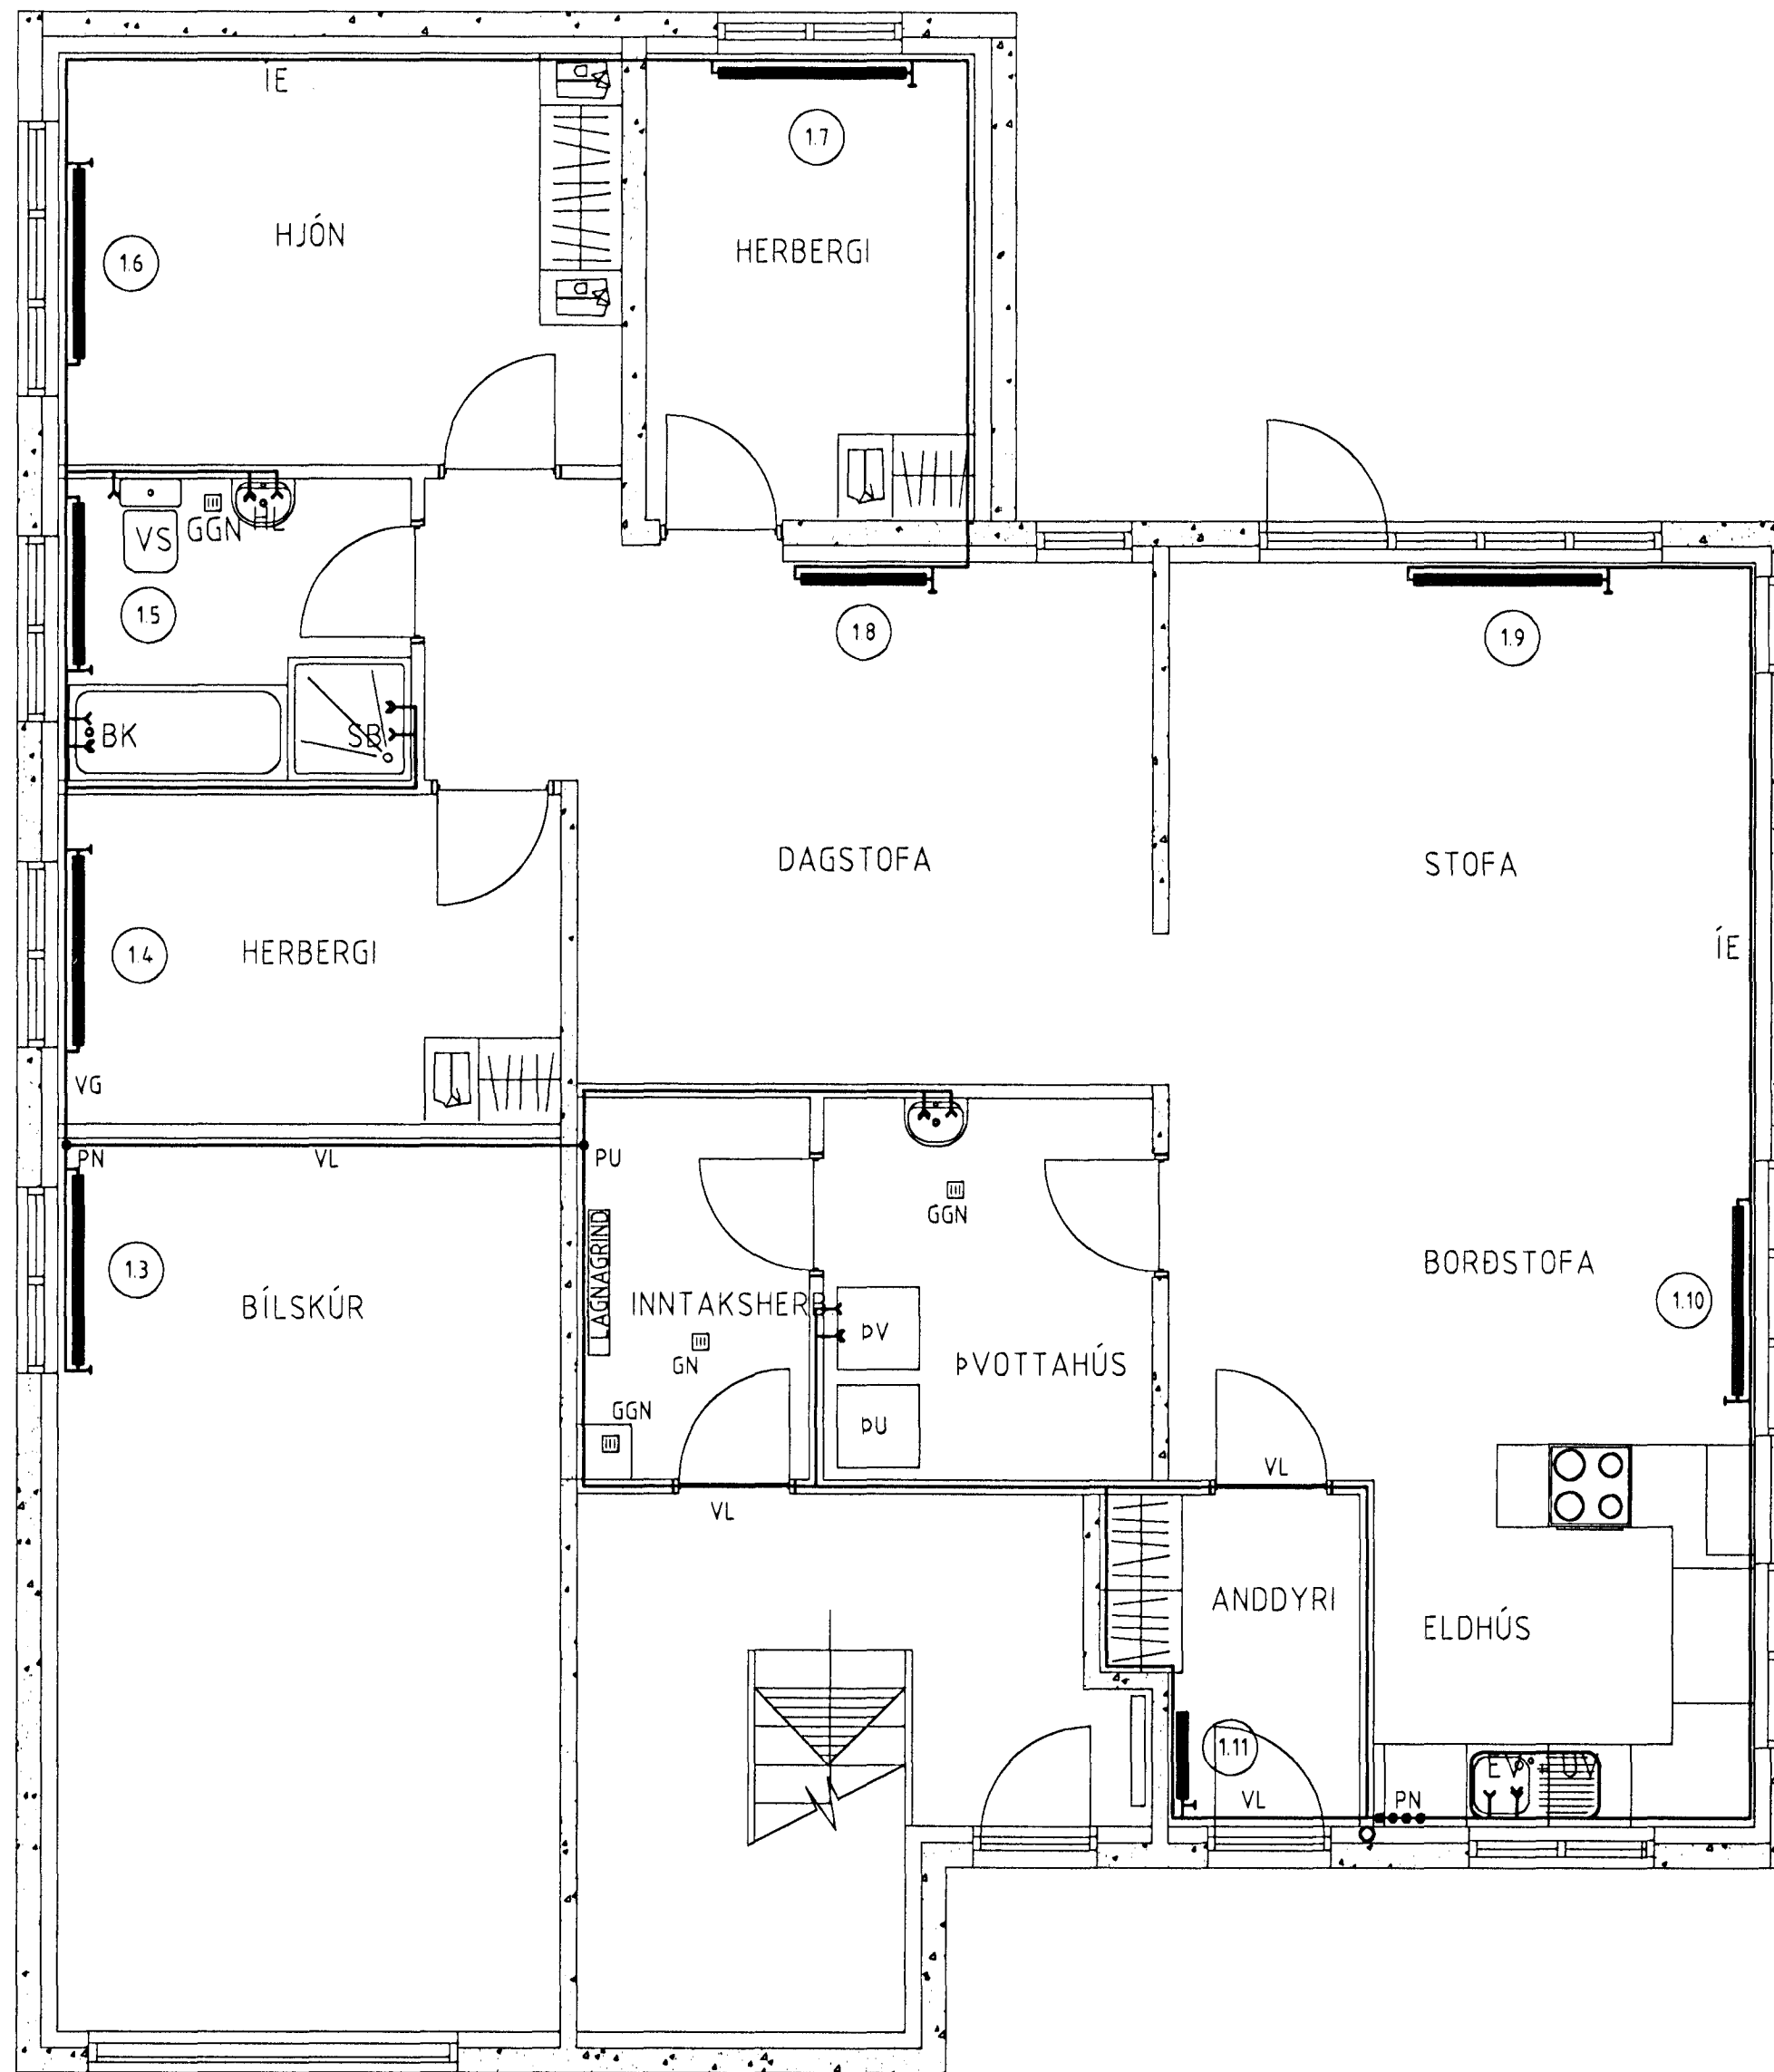 ÍE
1.7
HJÓN
HERBERGI
1.6
VS
GGN
HL
1.5
1.8
1.9
BK
SB
DAGSTOFA
STOFA
1.4
HERBERGI
ÍE
VG
PN
VL
PU
GGN
LAGNAGRIND
1.3
BÍLSKÚR
INNTAKSHERB.
BORÐSTOFA
1.10
GN
ÞV
ÞVOTTAHÚS
GGN
ÞU
VL
VL
ANDDYRI
ELDHÚS
1.11
EV + UV
VL
PN